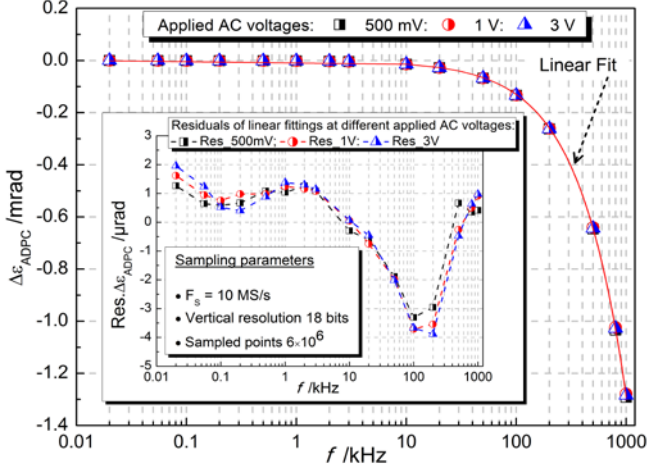 Applied AC voltages: 500 mV: 1 V: 3 V
0.0
-0.2
-0.4
-0.6
-0.8
-1.0
-1.2
-1.4
Δε_ADPC /mrad
Linear Fit
Residuals of linear fittings at different applied AC voltages:
Res_500mV; Res_1V; Res_3V
3
2
1
0
-1
-2
-3
-4
-5
Res.Δε_ADPC /μrad
Sampling parameters
• F_S = 10 MS/s
• Vertical resolution 18 bits
• Sampled points 6×10^6
0.01 0.1 1 10 100 1000
f /kHz
0.01 0.1 1 10 100 1000
f /kHz